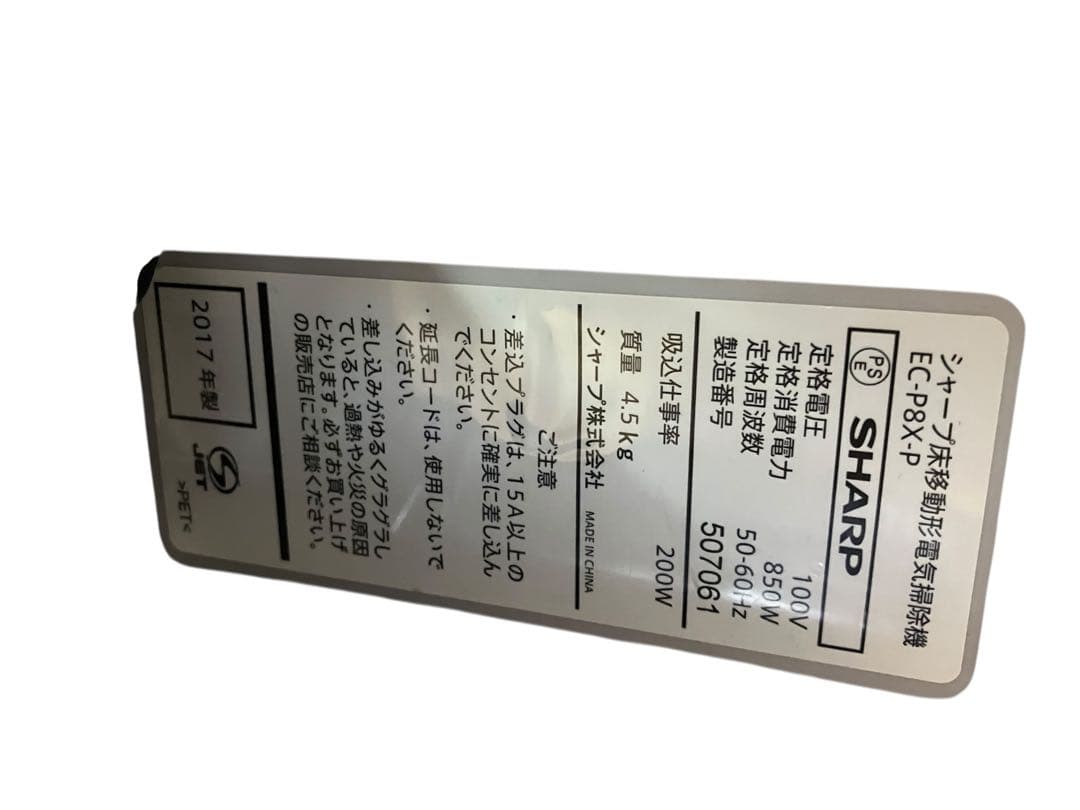 シャープ床移動形電気掃除機
EC-P8X-P
PS
E
SHARP
定格電圧 100V
定格消費電力 850W
定格周波数 50-60Hz
製造番号 507061
吸込仕事率 200W
質量 4.5kg
シャープ株式会社 MADE IN CHINA
ご注意
・差込プラグは、15A以上の
コンセントに確実に差し込ん
でください。
・延長コードは、使用しないで
ください。
・差し込みがゆるくグラグラし
ていると、過熱や火災の原因
となります。必ずお買い上げ
の販売店にご相談ください。
2017 年製
JET
>PET<